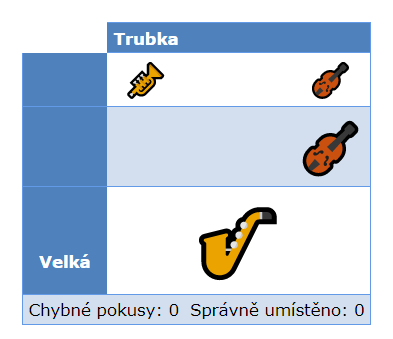 Trubka
Velká
Chybné pokusy: 0 Správně umístěno: 0